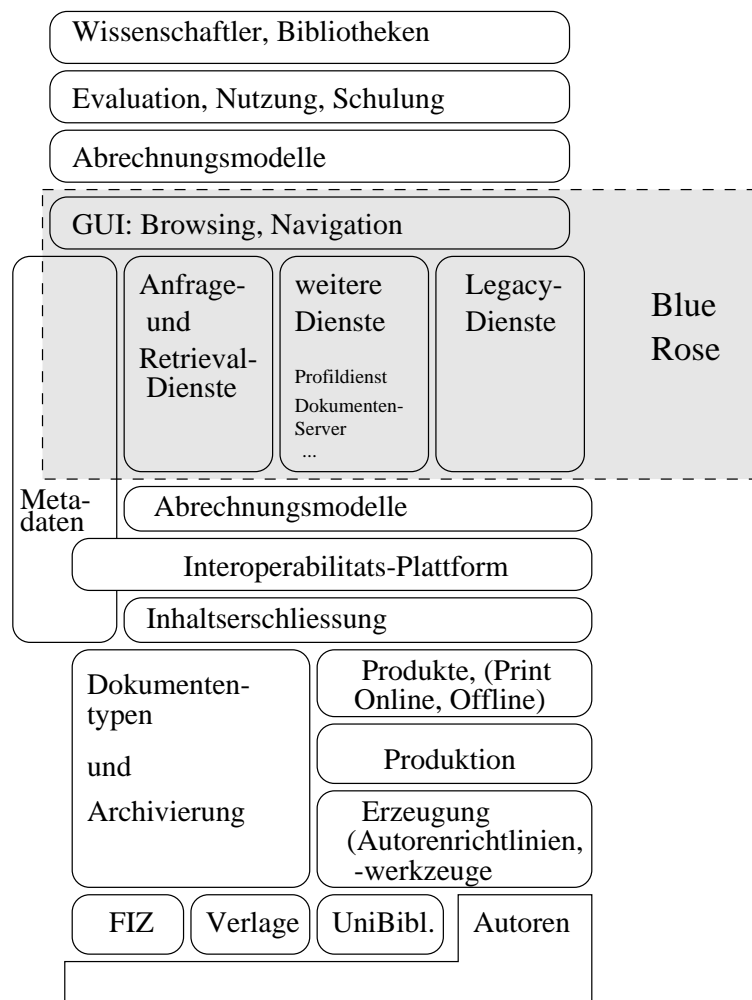 Wissenschaftler, Bibliotheken
Evaluation, Nutzung, Schulung
Abrechnungsmodelle
GUI: Browsing, Navigation
Anfrage-
und
Retrieval-
Dienste
weitere
Dienste
Profildienst
Dokumenten-
Server
...
Legacy-
Dienste
Blue
Rose
Meta-
daten
Abrechnungsmodelle
Interoperabilitats-Plattform
Inhaltserschliessung
Dokumenten-
typen
und
Archivierung
Produkte, (Print
Online, Offline)
Produktion
Erzeugung
(Autorenrichtlinien,
-werkzeuge
FIZ
Verlage
UniBibl.
Autoren